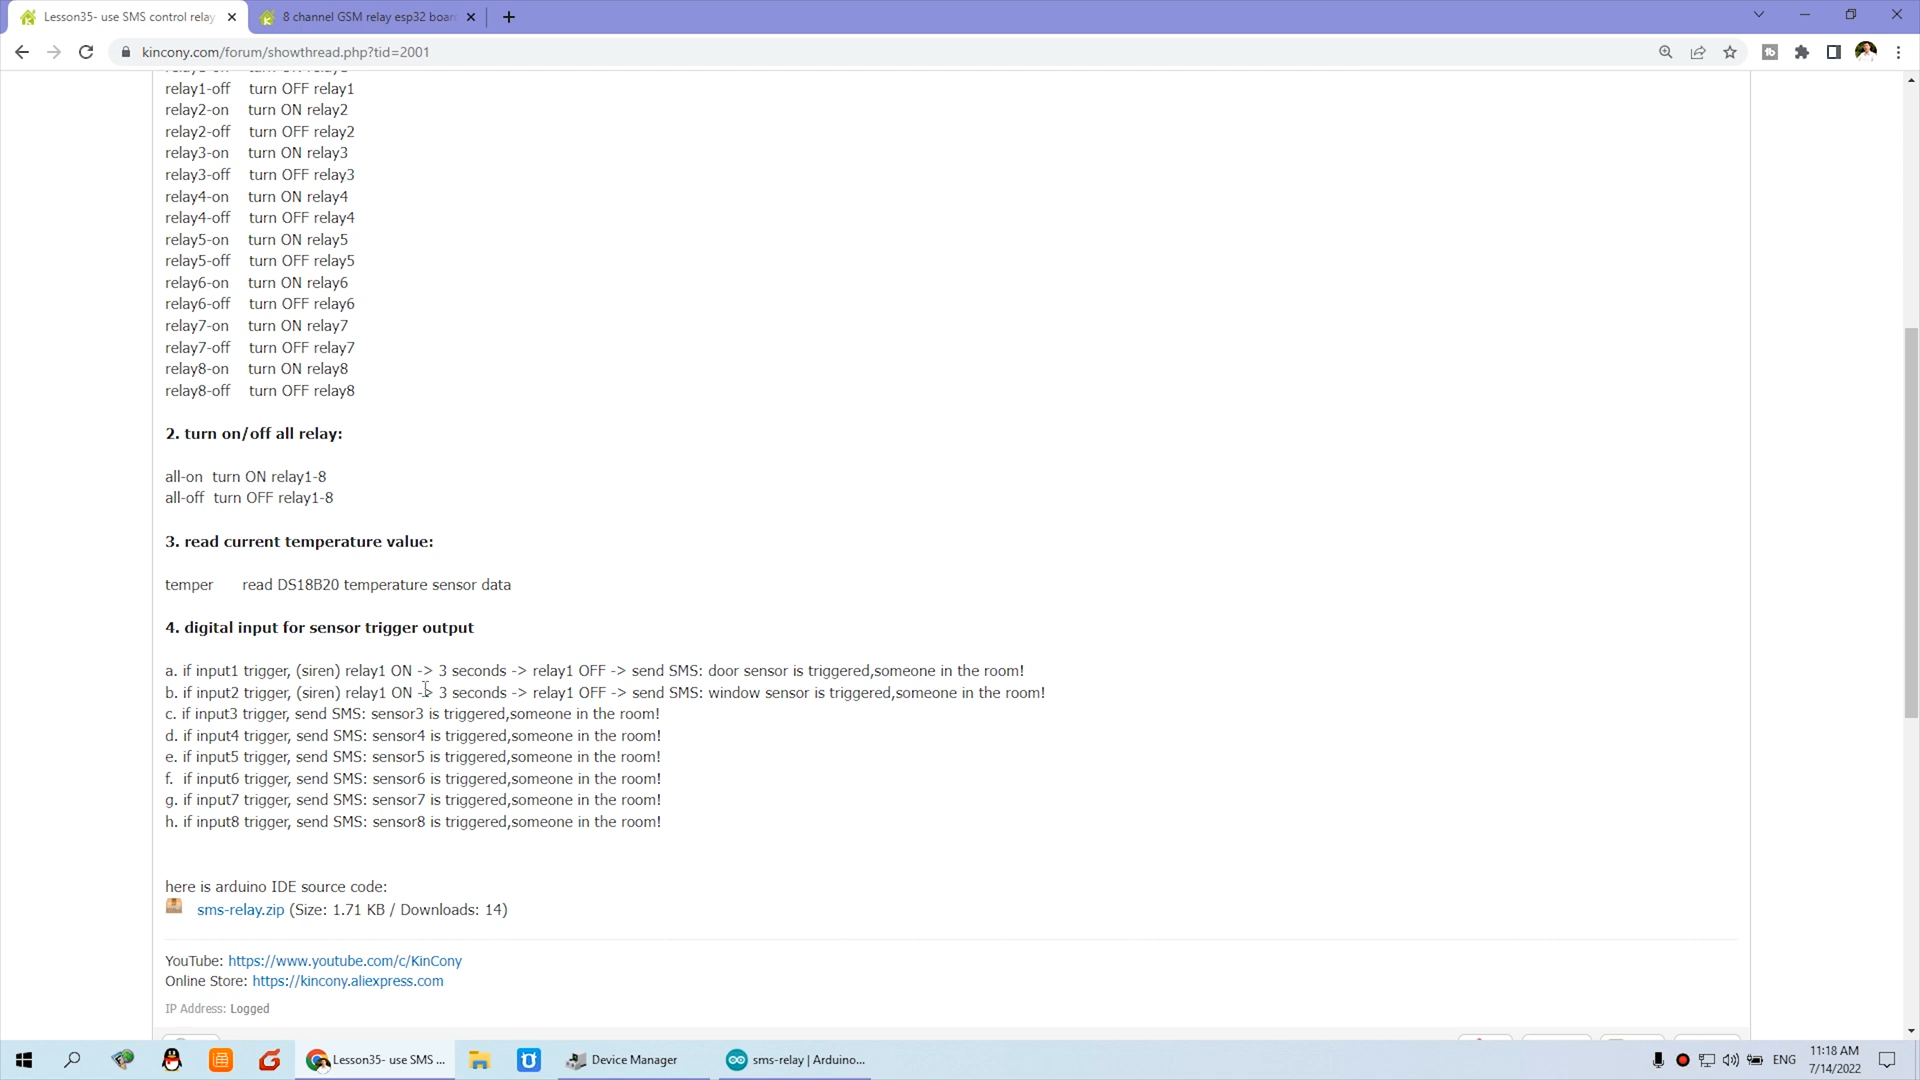 Lesson35- use SMS control relay
8 channel GSM relay esp32 boar
kincony.com/forum/showthread.php?tid=2001
relay1-off turn OFF relay1
relay2-on turn ON relay2
relay2-off turn OFF relay2
relay3-on turn ON relay3
relay3-off turn OFF relay3
relay4-on turn ON relay4
relay4-off turn OFF relay4
relay5-on turn ON relay5
relay5-off turn OFF relay5
relay6-on turn ON relay6
relay6-off turn OFF relay6
relay7-on turn ON relay7
relay7-off turn OFF relay7
relay8-on turn ON relay8
relay8-off turn OFF relay8
2. turn on/off all relay:
all-on turn ON relay1-8
all-off turn OFF relay1-8
3. read current temperature value:
temper read DS18B20 temperature sensor data
4. digital input for sensor trigger output
a. if input1 trigger, (siren) relay1 ON -> 3 seconds -> relay1 OFF -> send SMS: door sensor is triggered,someone in the room!
b. if input2 trigger, (siren) relay1 ON -> 3 seconds -> relay1 OFF -> send SMS: window sensor is triggered,someone in the room!
c. if input3 trigger, send SMS: sensor3 is triggered,someone in the room!
d. if input4 trigger, send SMS: sensor4 is triggered,someone in the room!
e. if input5 trigger, send SMS: sensor5 is triggered,someone in the room!
f. if input6 trigger, send SMS: sensor6 is triggered,someone in the room!
g. if input7 trigger, send SMS: sensor7 is triggered,someone in the room!
h. if input8 trigger, send SMS: sensor8 is triggered,someone in the room!
here is arduino IDE source code:
sms-relay.zip (Size: 1.71 KB / Downloads: 14)
YouTube: https://www.youtube.com/c/KinCony
Online Store: https://kincony.aliexpress.com
IP Address: Logged
Lesson35- use SMS ...
Device Manager
sms-relay | Arduino...
ENG
11:18 AM
7/14/2022